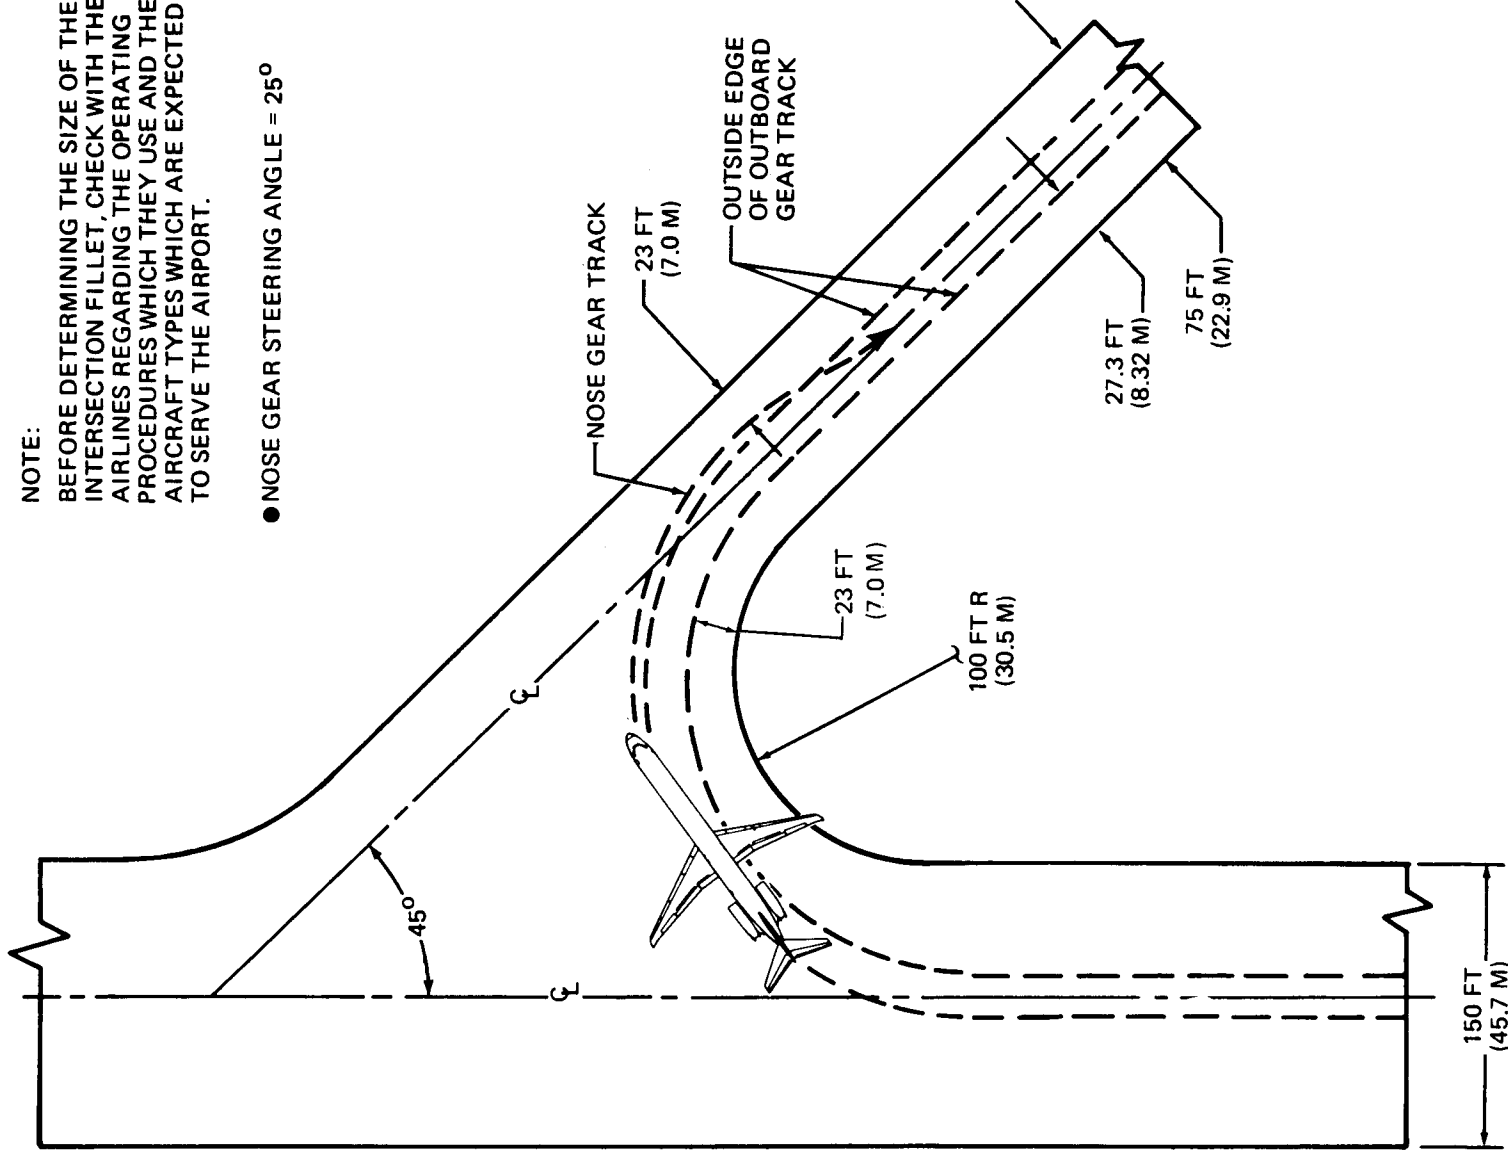 NOTE:
BEFORE DETERMINING THE SIZE OF THE
INTERSECTION FILLET, CHECK WITH THE
AIRLINES REGARDING THE OPERATING
PROCEDURES WHICH THEY USE AND THE
AIRCRAFT TYPES WHICH ARE EXPECTED
TO SERVE THE AIRPORT.
● NOSE GEAR STEERING ANGLE = 25°
NOSE GEAR TRACK
23 FT
(7.0 M)
OUTSIDE EDGE
OF OUTBOARD
GEAR TRACK
27.3 FT
(8.32 M)
75 FT
(22.9 M)
23 FT
(7.0 M)
100 FT R
(30.5 M)
℄
45°
℄
150 FT
(45.7 M)